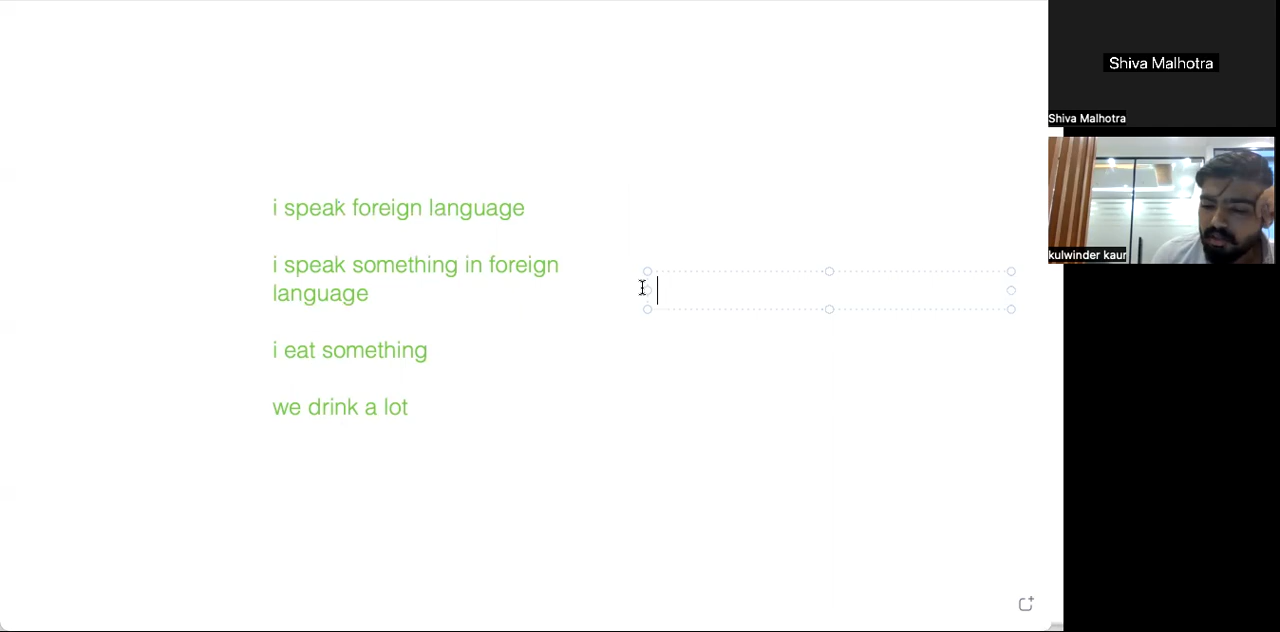 i speak foreign language
i speak something in foreign
language
i eat something
we drink a lot
Shiva Malhotra
Shiva Malhotra
kulwinder kaur